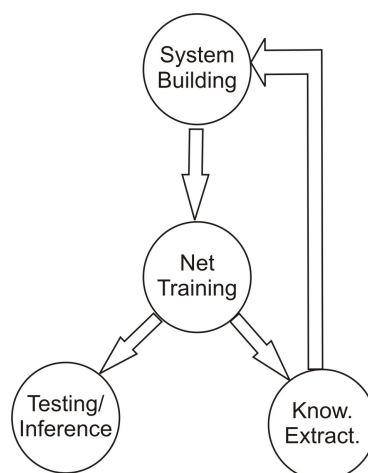 System
Building
Net
Training
Testing/
Inference
Know.
Extract.